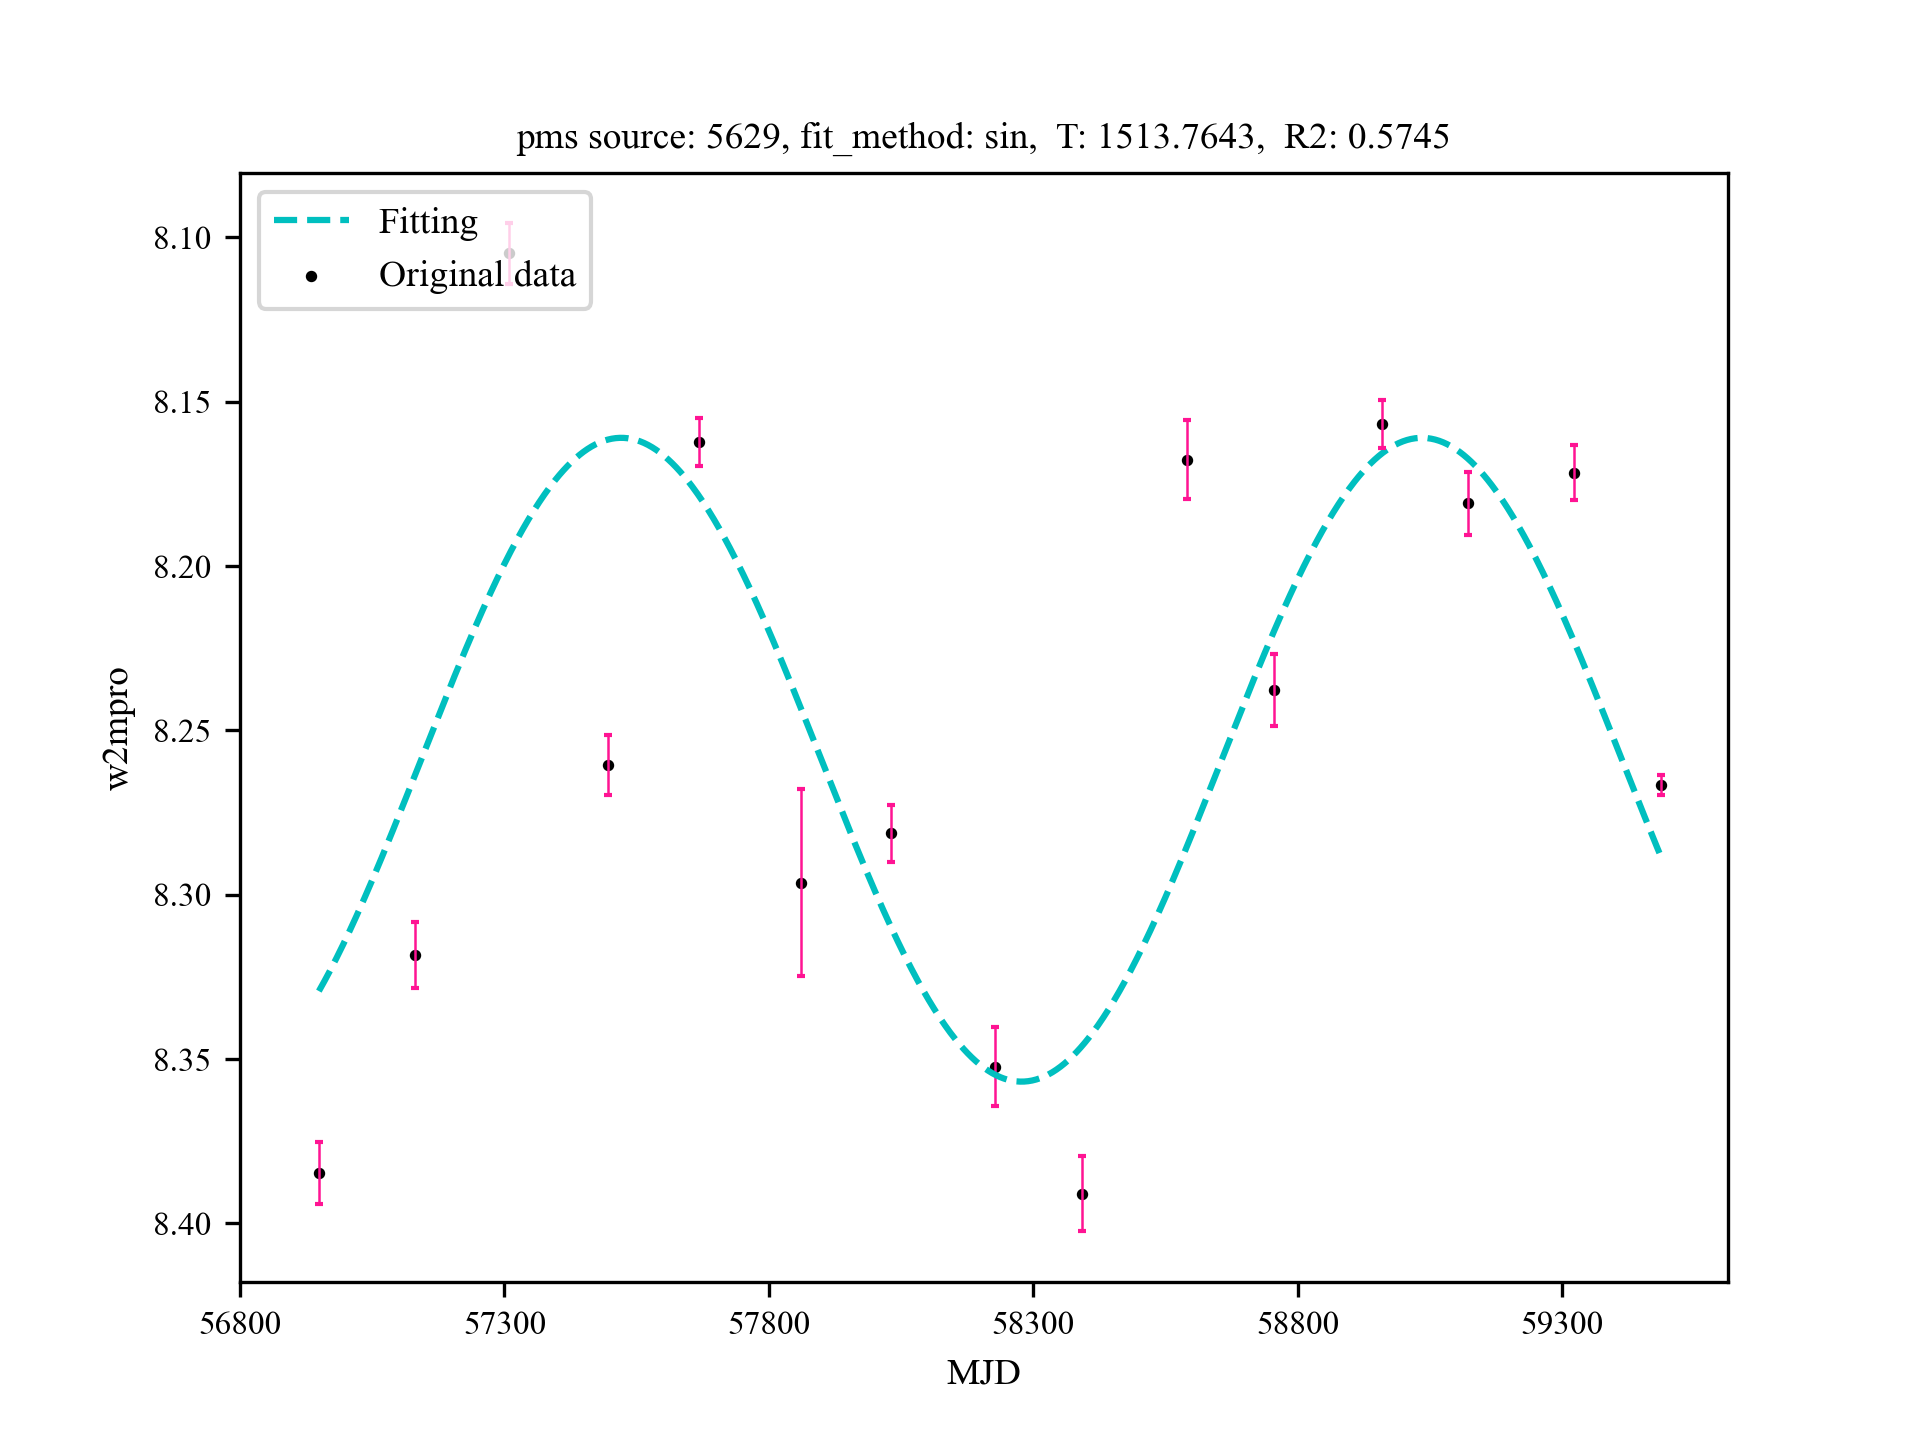 pms source: 5629, fit_method: sin,  T: 1513.7643,  R2: 0.5745
Fitting
Original data
8.10
8.15
8.20
8.25
8.30
8.35
8.40
w2mpro
56800 57300 57800 58300 58800 59300
MJD